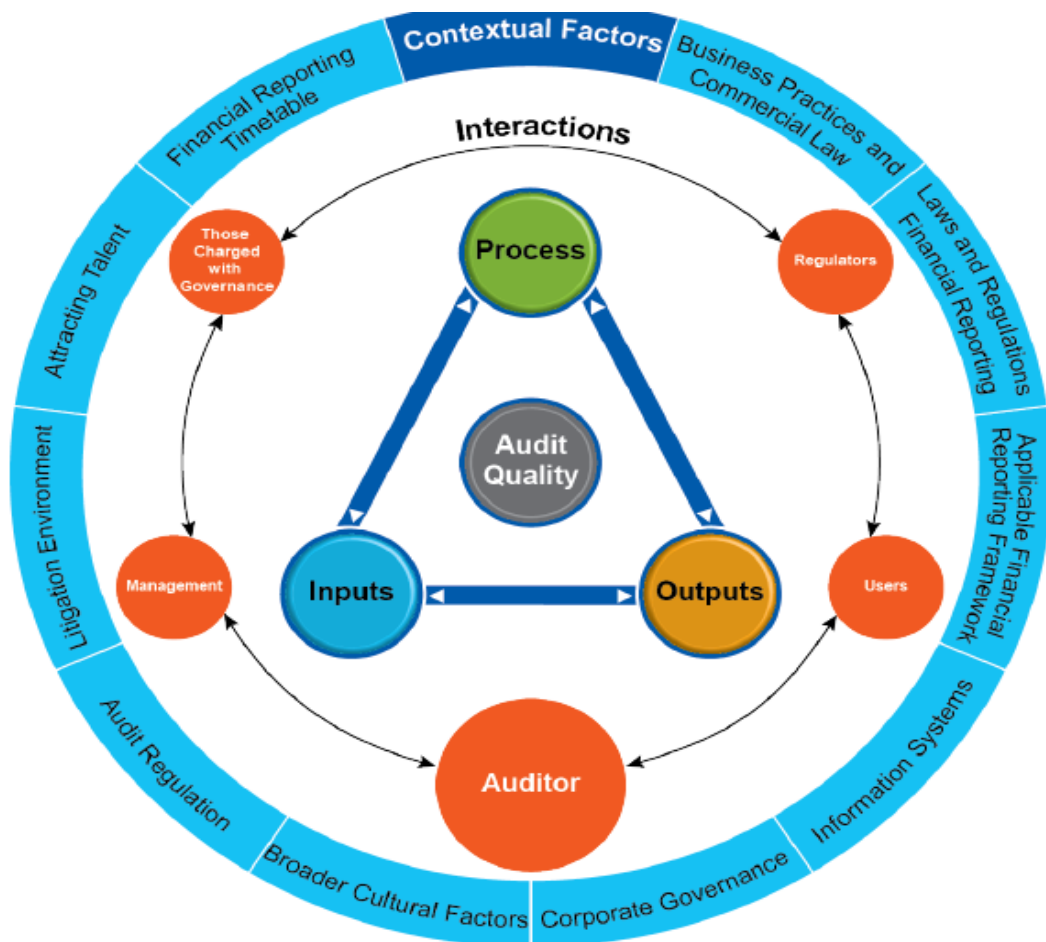 Contextual Factors
Business Practices and
Commercial Law
Laws and Regulations
Financial Reporting
Applicable Financial
Reporting Framework
Information Systems
Corporate Governance
Broader Cultural Factors
Audit Regulation
Litigation Environment
Attracting Talent
Financial Reporting
Timetable
Interactions
Those
Charged
with
Governance
Regulators
Process
Audit
Quality
Management
Inputs
Outputs
Users
Auditor